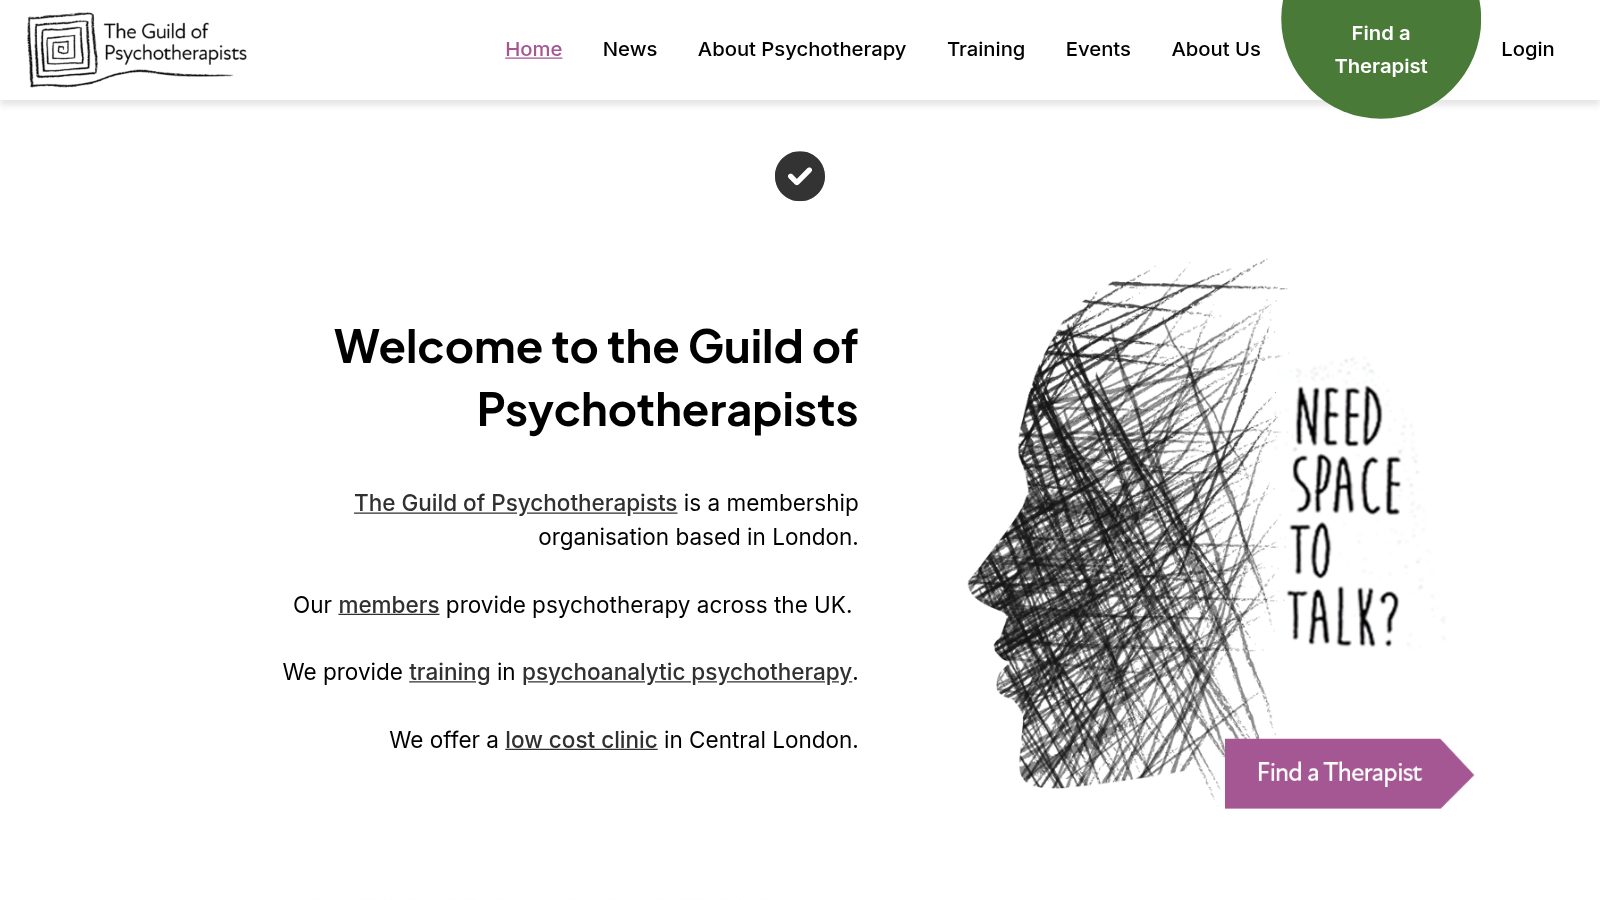 The Guild of
Psychotherapists
Home
News
About Psychotherapy
Training
Events
About Us
Find a
Therapist
Login
Welcome to the Guild of
Psychotherapists
The Guild of Psychotherapists is a membership
organisation based in London.
Our members provide psychotherapy across the UK.
We provide training in psychoanalytic psychotherapy.
We offer a low cost clinic in Central London.
NEED
SPACE
TO
TALK?
Find a Therapist